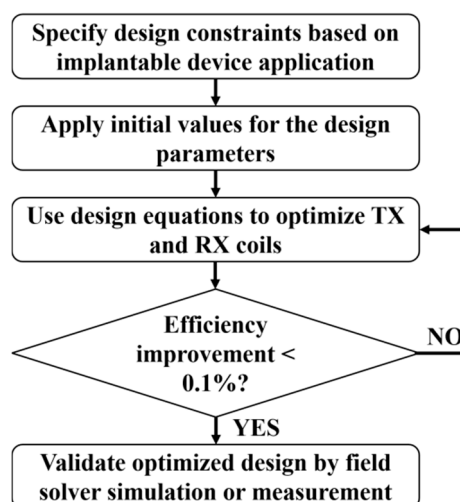 Specify design constraints based on
implantable device application
Apply initial values for the design
parameters
Use design equations to optimize TX
and RX coils
Efficiency
improvement <
0.1%?
NO
YES
Validate optimized design by field
solver simulation or measurement